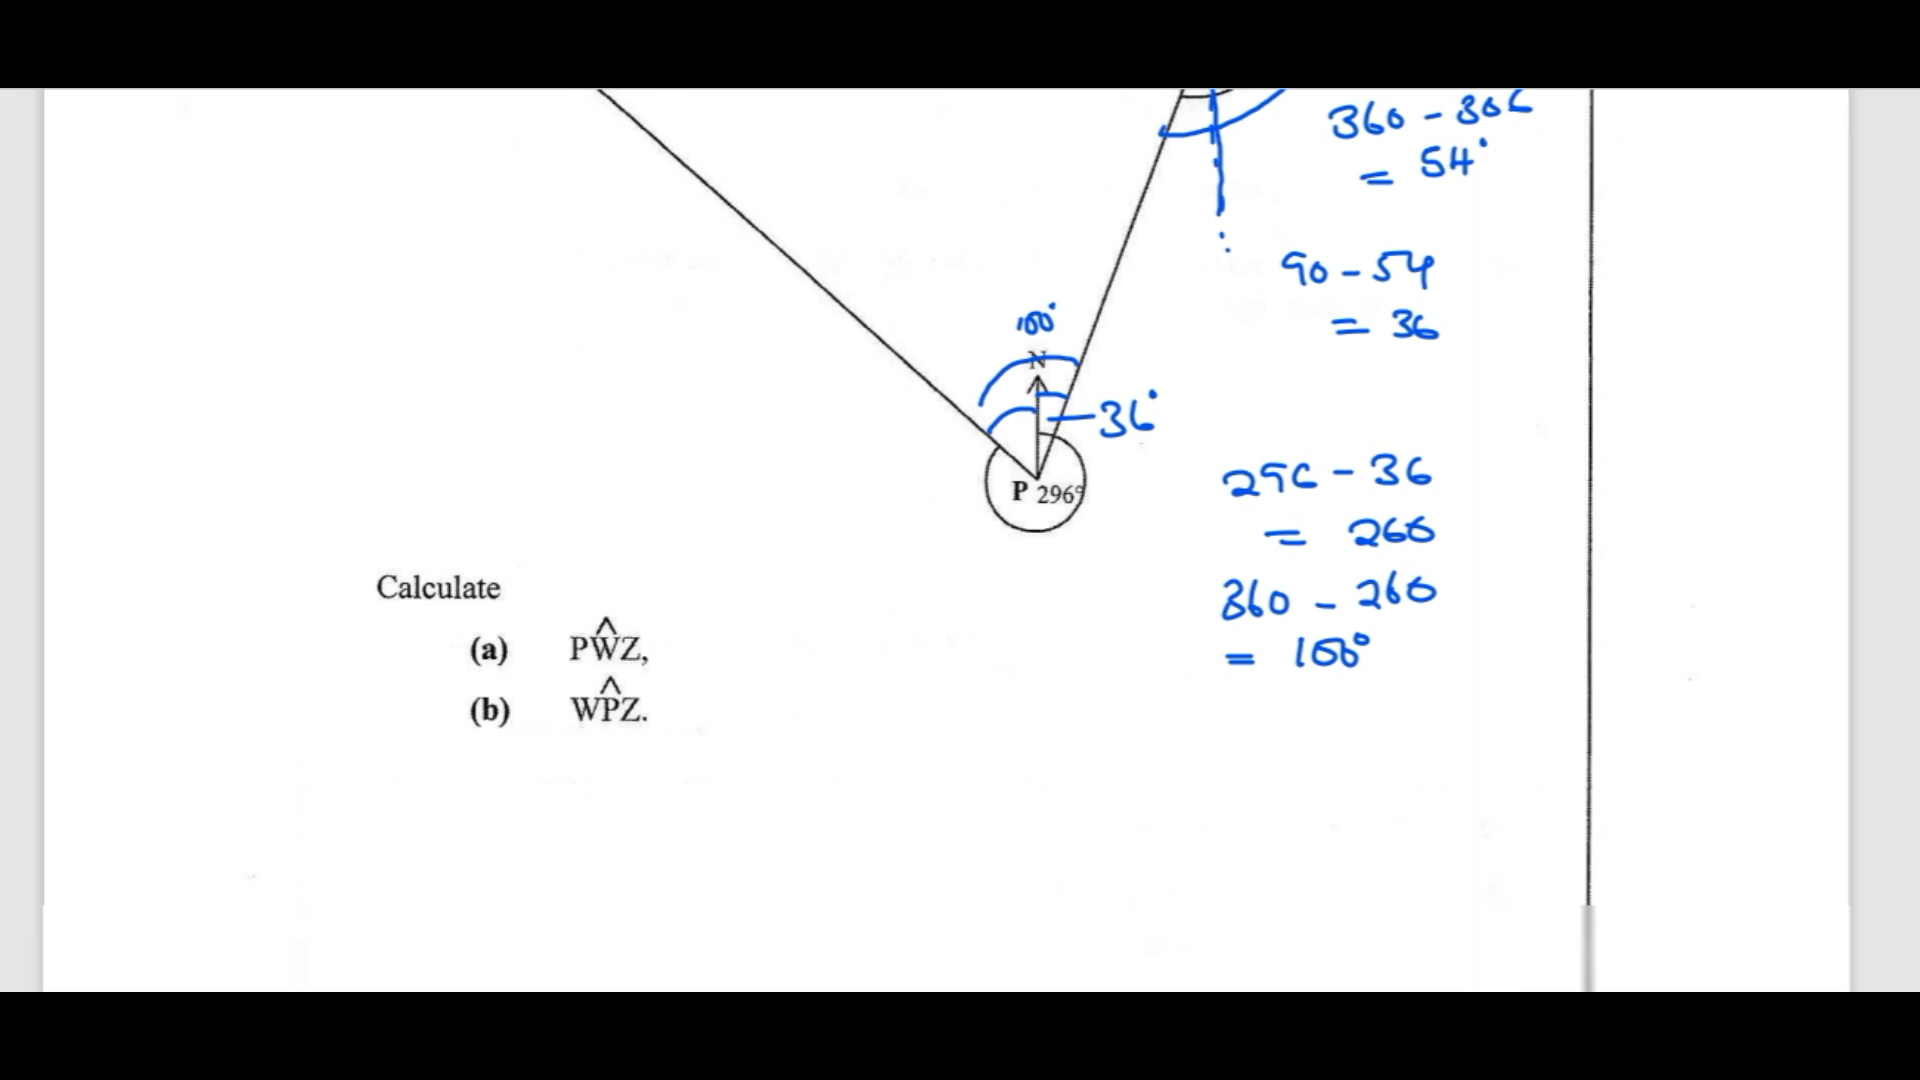 360 - 306
= 54°
90 - 54
= 36
100°
N
36°
P 296°
296 - 36
= 260
360 - 260
= 100°
Calculate
(a) PŴZ,
(b) WP̂Z.